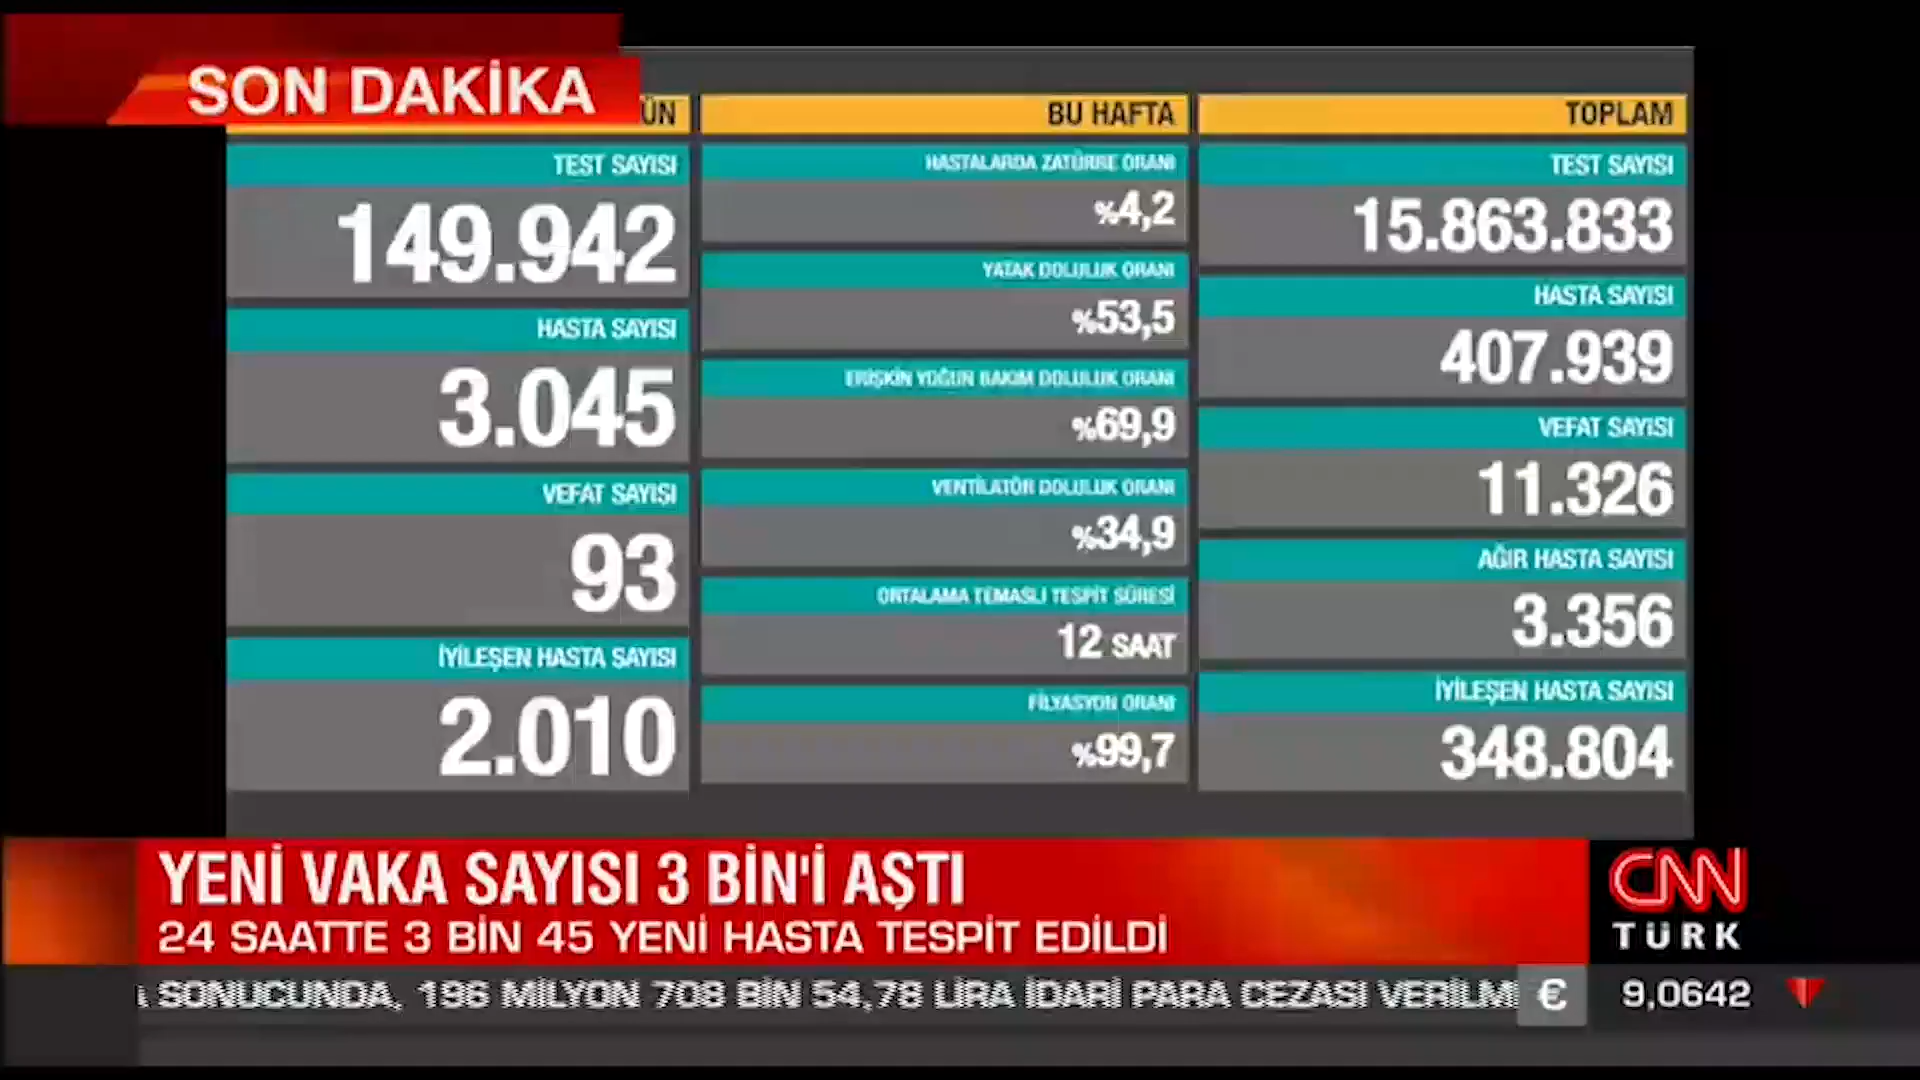 SON DAKİKA
ÜN
TEST SAYISI
149.942
HASTA SAYISI
3.045
VEFAT SAYISI
93
İYİLEŞEN HASTA SAYISI
2.010
BU HAFTA
HASTALARDA ZATÜRRE ORANI
%4,2
YATAK DOLULUK ORANI
%53,5
ERİŞKİN YOĞUN BAKIM DOLULUK ORANI
%69,9
VENTİLATÖR DOLULUK ORANI
%34,9
ORTALAMA TEMASLI TESPİT SÜRESİ
12 SAAT
FİLYASYON ORANI
%99,7
TOPLAM
TEST SAYISI
15.863.833
HASTA SAYISI
407.939
VEFAT SAYISI
11.326
AĞIR HASTA SAYISI
3.356
İYİLEŞEN HASTA SAYISI
348.804
YENİ VAKA SAYISI 3 BİN'İ AŞTI
24 SAATTE 3 BİN 45 YENİ HASTA TESPİT EDİLDİ
CNN
TÜRK
SONUCUNDA, 196 MİLYON 708 BİN 54,78 LİRA İDARİ PARA CEZASI VERİLMİ
€ 9,0642